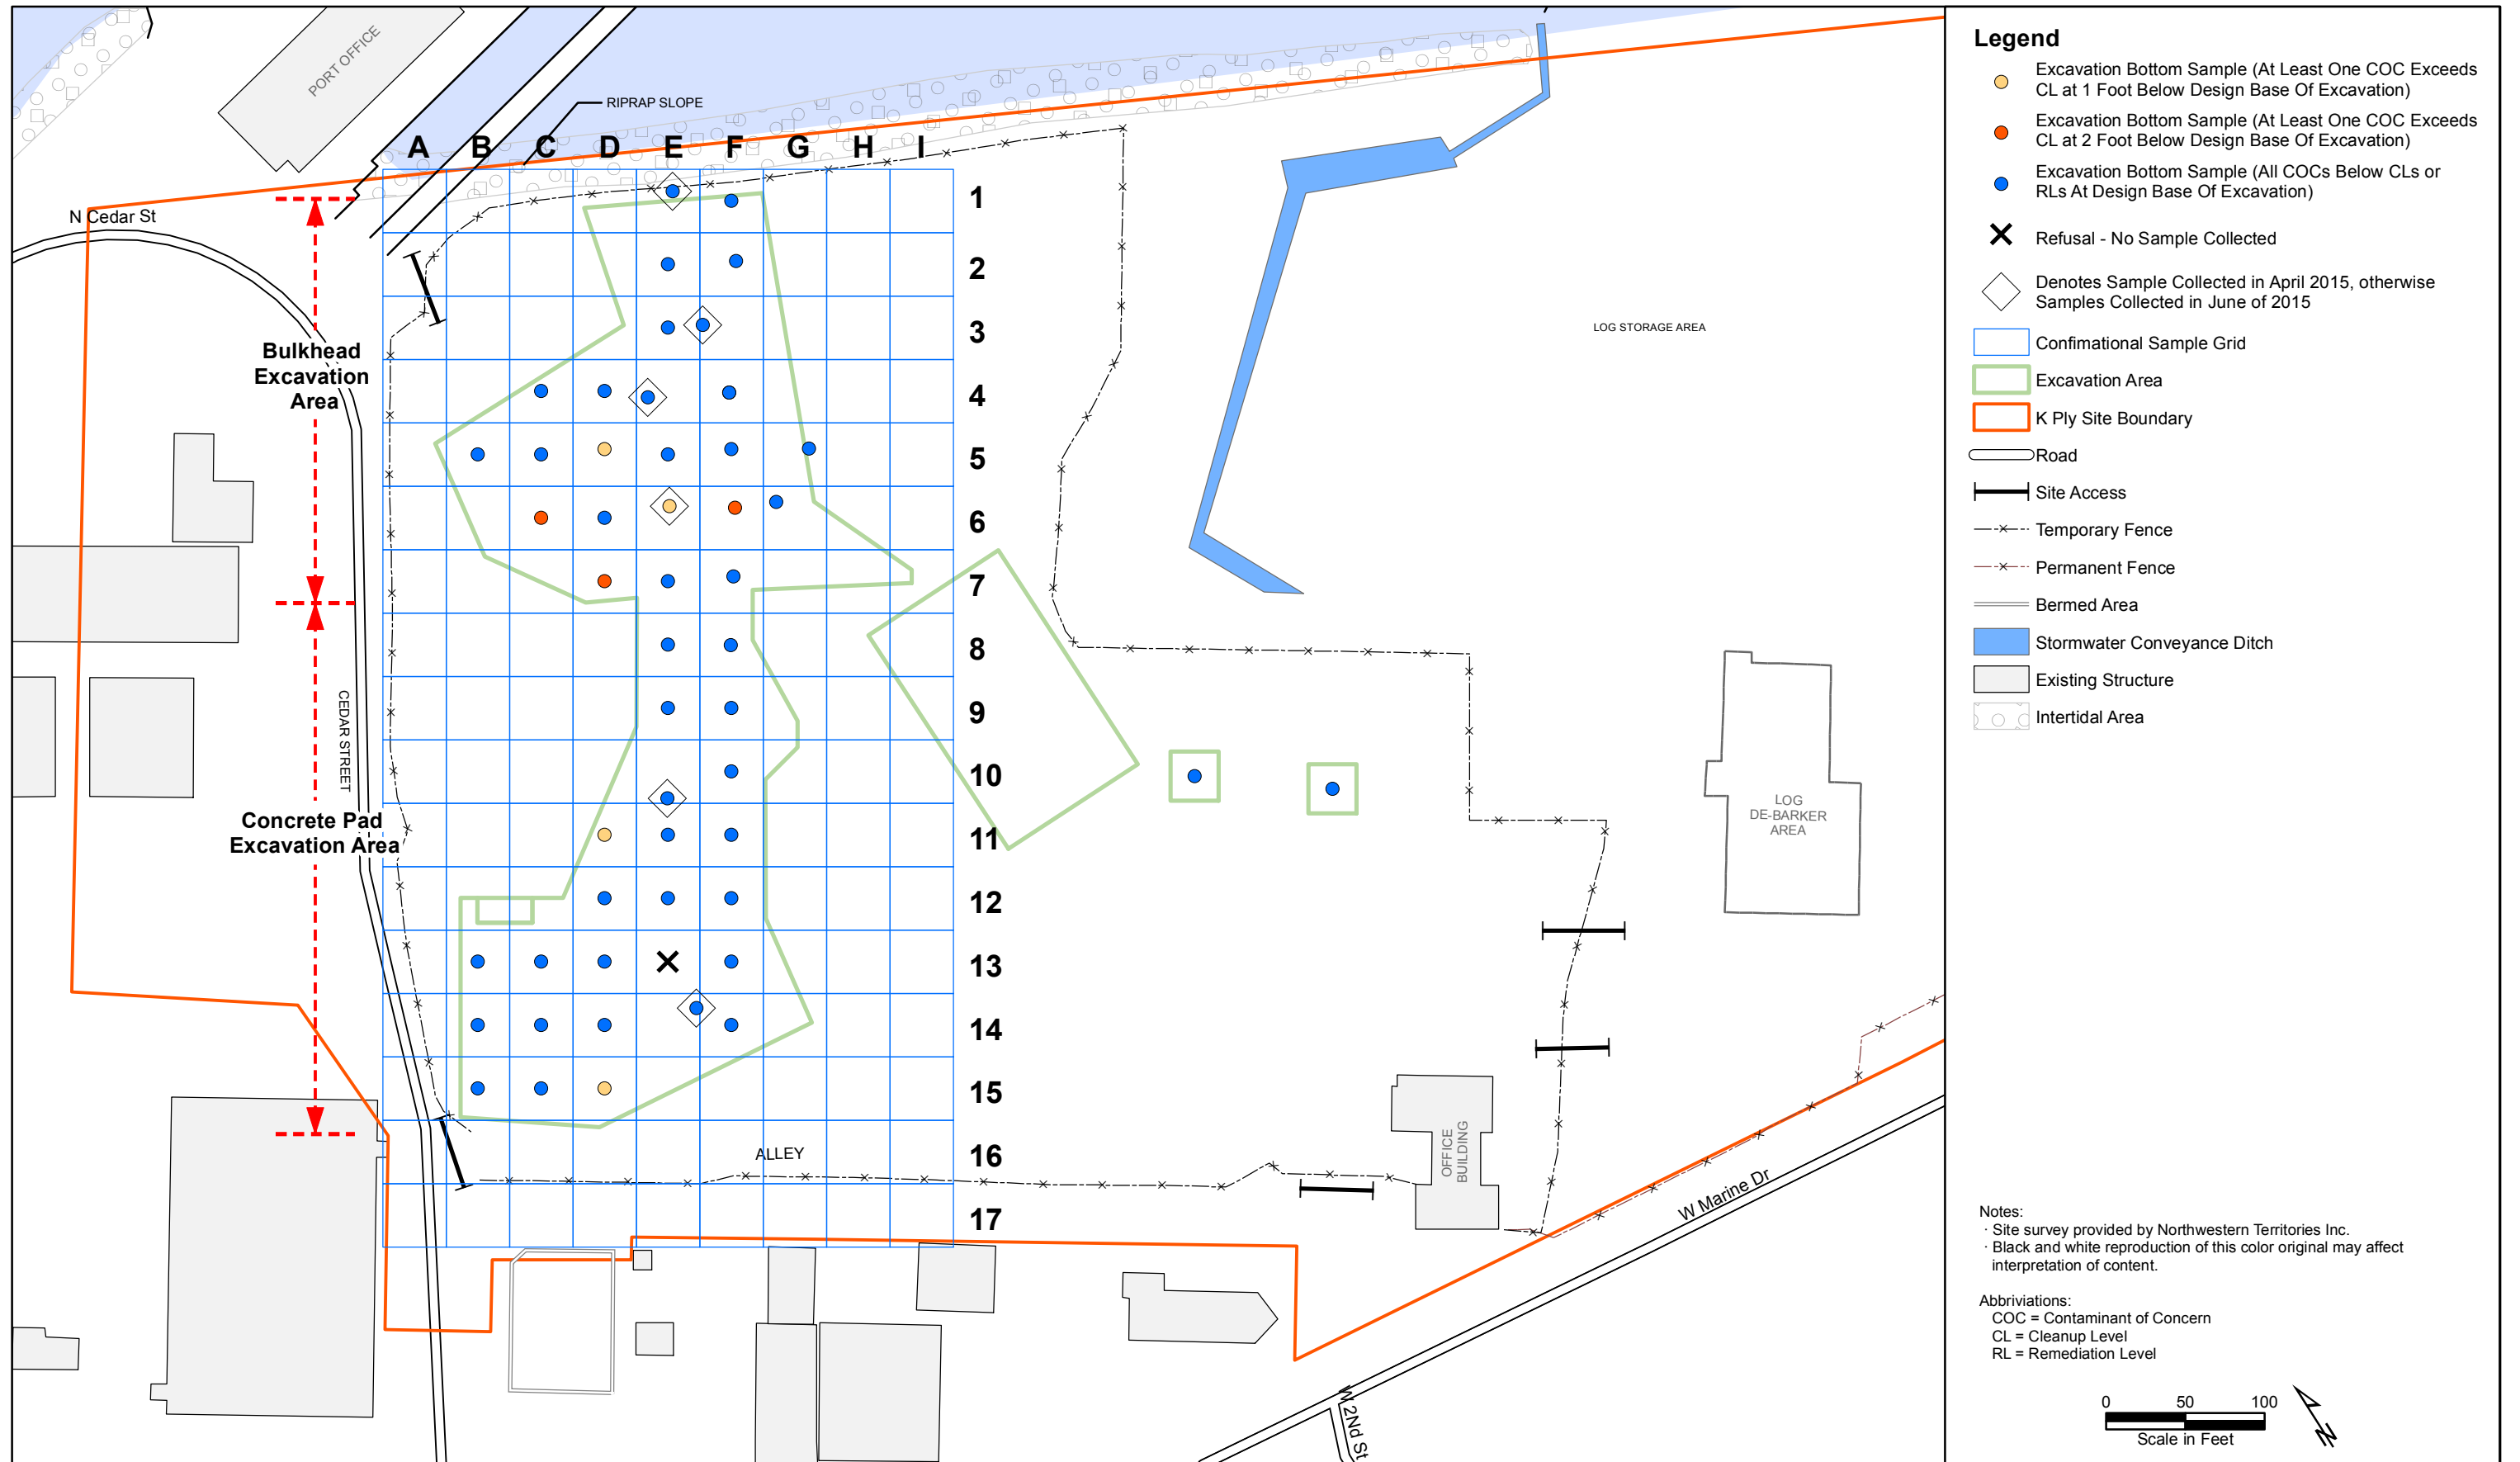 PORT OFFICE
RIPRAP SLOPE
A B C D E F G H I
N Cedar St
1
2
3
4
5
6
7
8
9
10
11
12
13
14
15
16
17
Bulkhead
Excavation
Area
CEDAR STREET
Concrete Pad
Excavation Area
LOG STORAGE AREA
LOG
DE-BARKER
AREA
ALLEY
OFFICE
BUILDING
W Marine Dr
W 2Nd St
Legend
Excavation Bottom Sample (At Least One COC Exceeds
CL at 1 Foot Below Design Base Of Excavation)
Excavation Bottom Sample (At Least One COC Exceeds
CL at 2 Foot Below Design Base Of Excavation)
Excavation Bottom Sample (All COCs Below CLs or
RLs At Design Base Of Excavation)
Refusal - No Sample Collected
Denotes Sample Collected in April 2015, otherwise
Samples Collected in June of 2015
Confimational Sample Grid
Excavation Area
K Ply Site Boundary
Road
Site Access
Temporary Fence
Permanent Fence
Bermed Area
Stormwater Conveyance Ditch
Existing Structure
Intertidal Area
Notes:
· Site survey provided by Northwestern Territories Inc.
· Black and white reproduction of this color original may affect
interpretation of content.
Abbriviations:
COC = Contaminant of Concern
CL = Cleanup Level
RL = Remediation Level
0 50 100
Scale in Feet
N